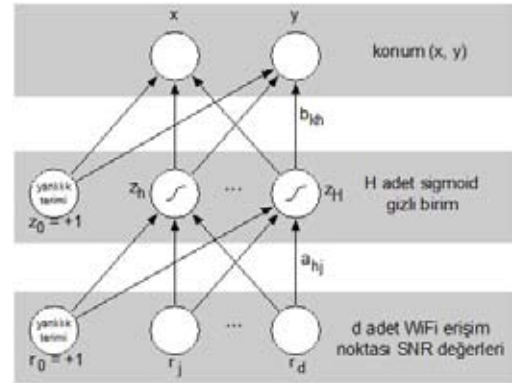 x y
konum (x, y)
b_kh
yanlılık
terimi
z_0 = +1
z_h
...
z_H
H adet sigmoid
gizli birim
a_hj
yanlılık
terimi
r_0 = +1
r_j
...
r_d
d adet WiFi erişim
noktası SNR değerleri